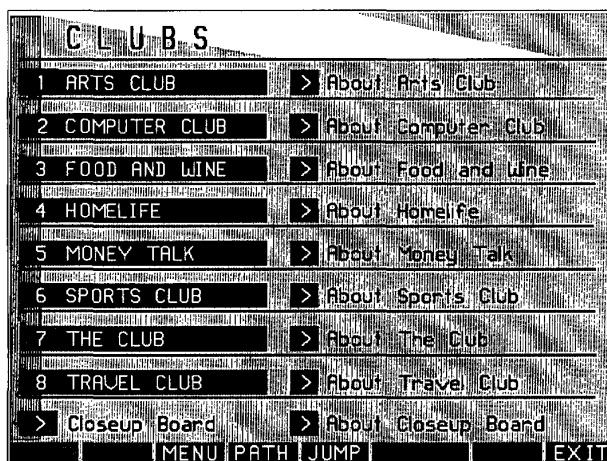 CLUBS
1 ARTS CLUB > About Arts Club
2 COMPUTER CLUB > About Computer Club
3 FOOD AND WINE > About Food and Wine
4 HOMELIFE > About Homelife
5 MONEY TALK > About Money Talk
6 SPORTS CLUB > About Sports Club
7 THE CLUB > About The Club
8 TRAVEL CLUB > About Travel Club
> Closeup Board > About Closeup Board
MENU PATH JUMP EXIT